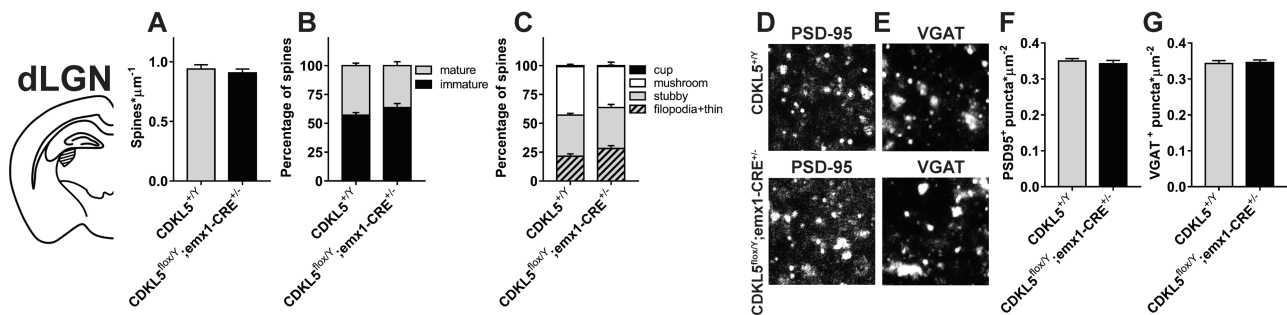 dLGN
A
Spines*µm-1
1.0
0.5
0.0
CDKL5+/Y
CDKL5flox/Y;emx1-CRE+/-
B
Percentage of spines
100
75
50
25
0
mature
immature
CDKL5+/Y
CDKL5flox/Y;emx1-CRE+/-
C
Percentage of spines
100
75
50
25
0
cup
mushroom
stubby
filopodia+thin
CDKL5+/Y
CDKL5flox/Y;emx1-CRE+/-
D
PSD-95
E
VGAT
CDKL5+/Y
PSD-95
VGAT
CDKL5flox/Y;emx1-CRE+/-
F
PSD95+ puncta*µm-2
0.4
0.3
0.2
0.1
0.0
CDKL5+/Y
CDKL5flox/Y;emx1-CRE+/-
G
VGAT+ puncta*µm-2
0.4
0.3
0.2
0.1
0.0
CDKL5+/Y
CDKL5flox/Y;emx1-CRE+/-